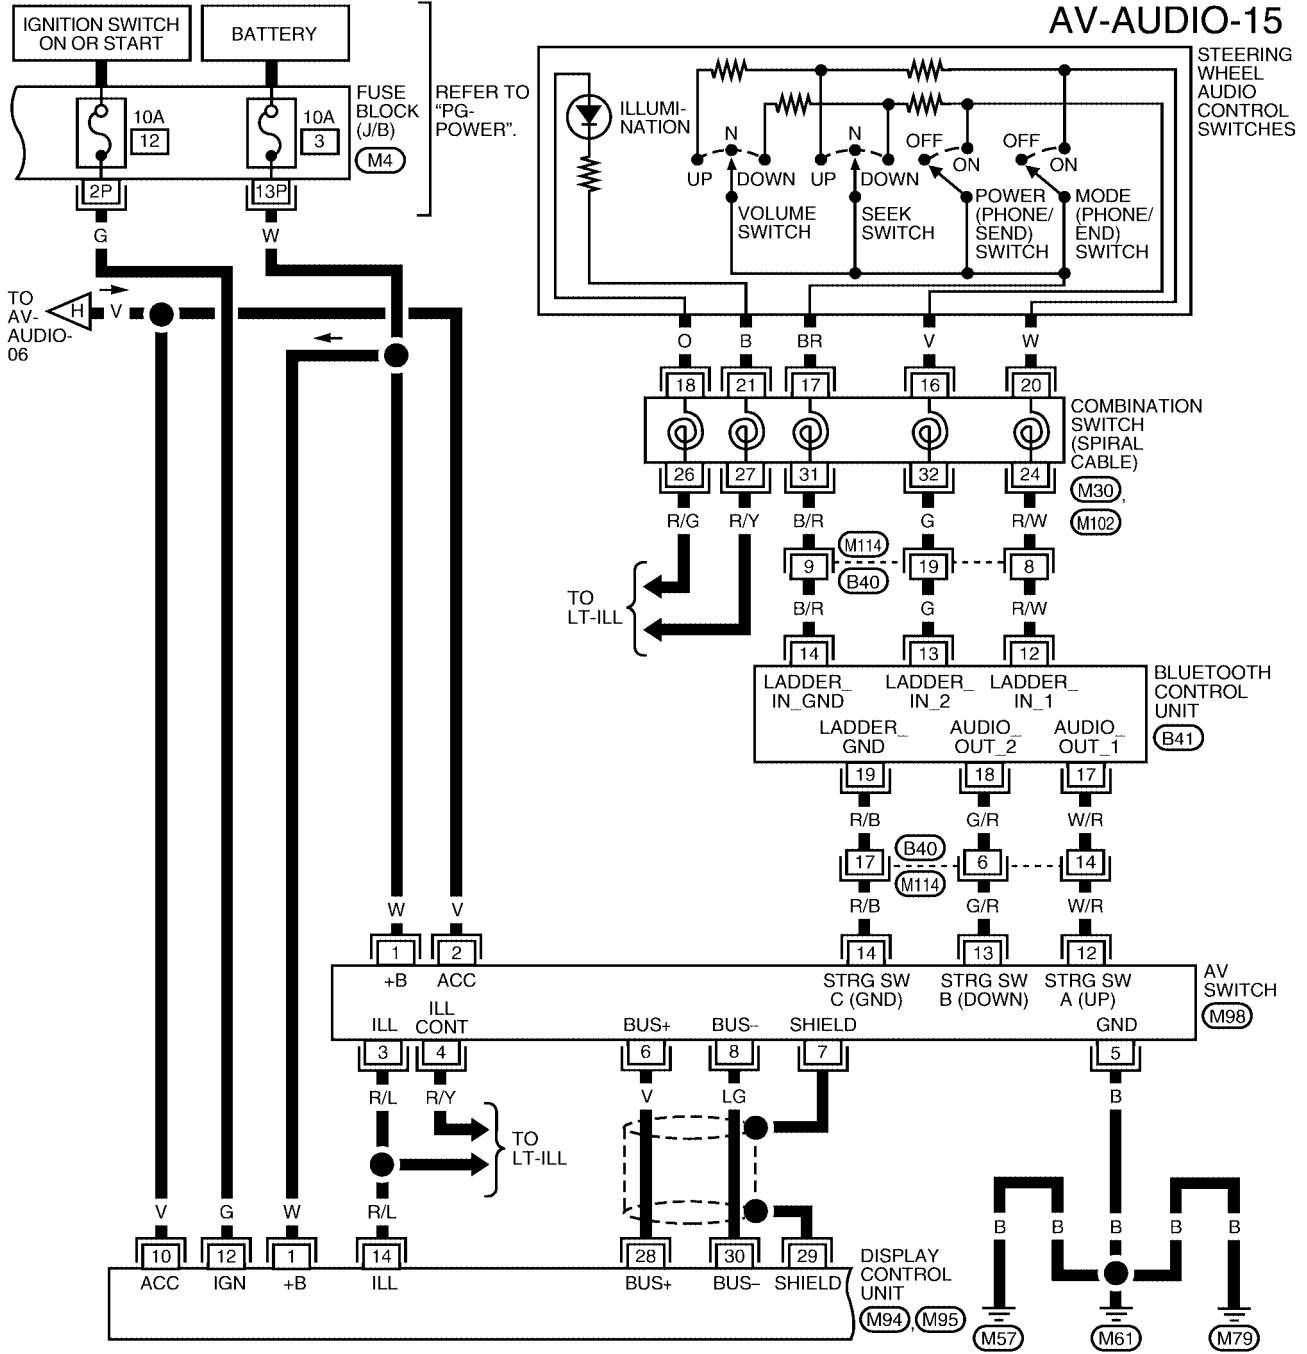 AV-AUDIO-15
IGNITION SWITCH
ON OR START
BATTERY
FUSE
BLOCK
(J/B)
M4
REFER TO
“PG-
POWER”.
10A
12
10A
3
2P
13P
G
W
TO
AV-
AUDIO-
06
H
V
STEERING
WHEEL
AUDIO
CONTROL
SWITCHES
ILLUMI-
NATION
N
UP
DOWN
VOLUME
SWITCH
N
UP
DOWN
SEEK
SWITCH
OFF
ON
POWER
(PHONE/
SEND)
SWITCH
OFF
ON
MODE
(PHONE/
END)
SWITCH
O
B
BR
V
W
18
21
17
16
20
COMBINATION
SWITCH
(SPIRAL
CABLE)
M30
,
M102
26
27
31
32
24
R/G
R/Y
B/R
G
R/W
M114
9
19
8
B40
TO
LT-ILL
B/R
G
R/W
14
13
12
LADDER_
IN_GND
LADDER_
IN_2
LADDER_
IN_1
BLUETOOTH
CONTROL
UNIT
B41
LADDER_
GND
AUDIO_
OUT_2
AUDIO_
OUT_1
19
18
17
R/B
G/R
W/R
B40
17
6
14
M114
R/B
G/R
W/R
W
V
1
2
14
13
12
+B
ACC
STRG SW
C (GND)
STRG SW
B (DOWN)
STRG SW
A (UP)
AV
SWITCH
M98
ILL
ILL
CONT
BUS+
BUS–
SHIELD
GND
3
4
6
8
7
5
R/L
R/Y
V
LG
B
TO
LT-ILL
V
G
W
R/L
B
B
B
B
B
10
12
1
14
28
30
29
ACC
IGN
+B
ILL
BUS+
BUS–
SHIELD
DISPLAY
CONTROL
UNIT
M94
,
M95
M57
M61
M79